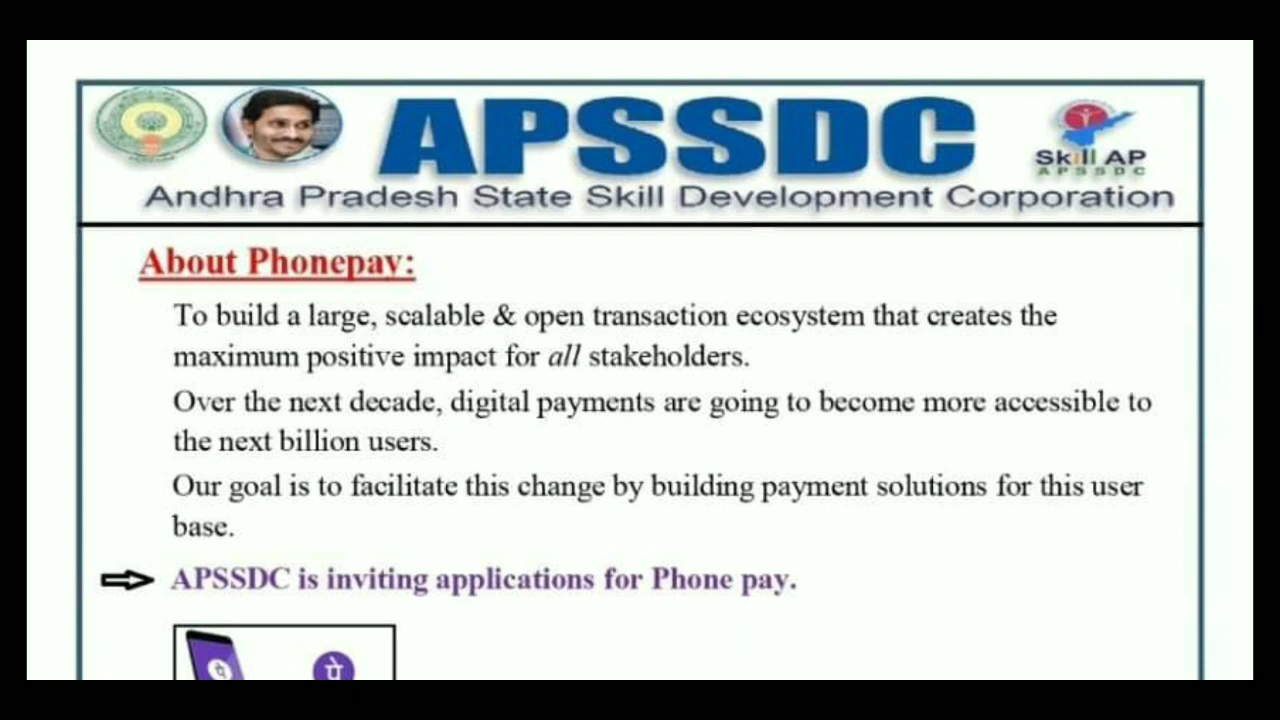 APSSDC
Skill AP
APSSDC
Andhra Pradesh State Skill Development Corporation
About Phonepay:
To build a large, scalable & open transaction ecosystem that creates the
maximum positive impact for all stakeholders.
Over the next decade, digital payments are going to become more accessible to
the next billion users.
Our goal is to facilitate this change by building payment solutions for this user
base.
APSSDC is inviting applications for Phone pay.
पे
पे